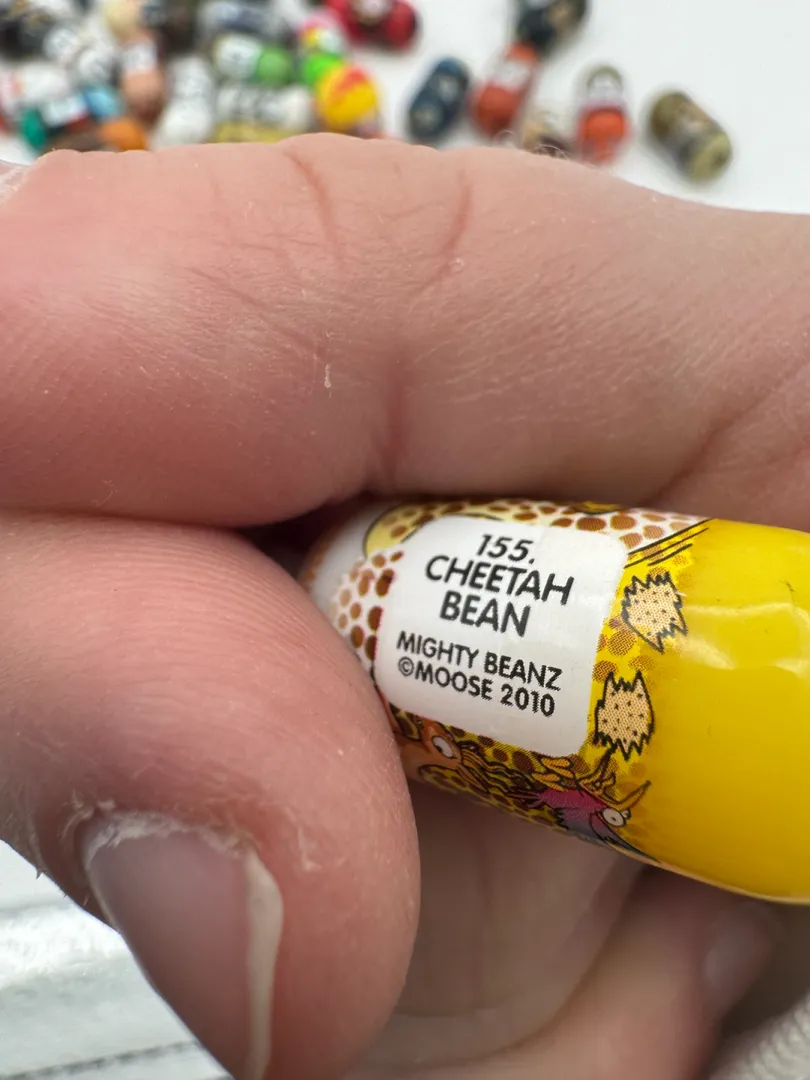 155.
CHEETAH
BEAN
MIGHTY BEANZ
©MOOSE 2010